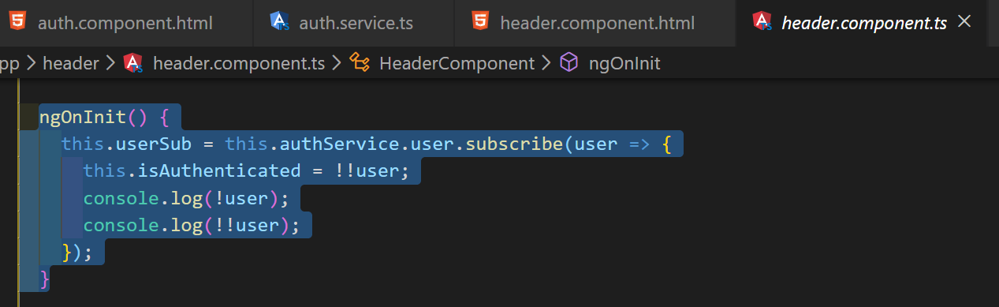 auth.component.html auth.service.ts header.component.html header.component.ts
pp > header > header.component.ts > HeaderComponent > ngOnInit
ngOnInit() {
this.userSub = this.authService.user.subscribe(user => {
this.isAuthenticated = !!user;
console.log(!user);
console.log(!!user);
});
}